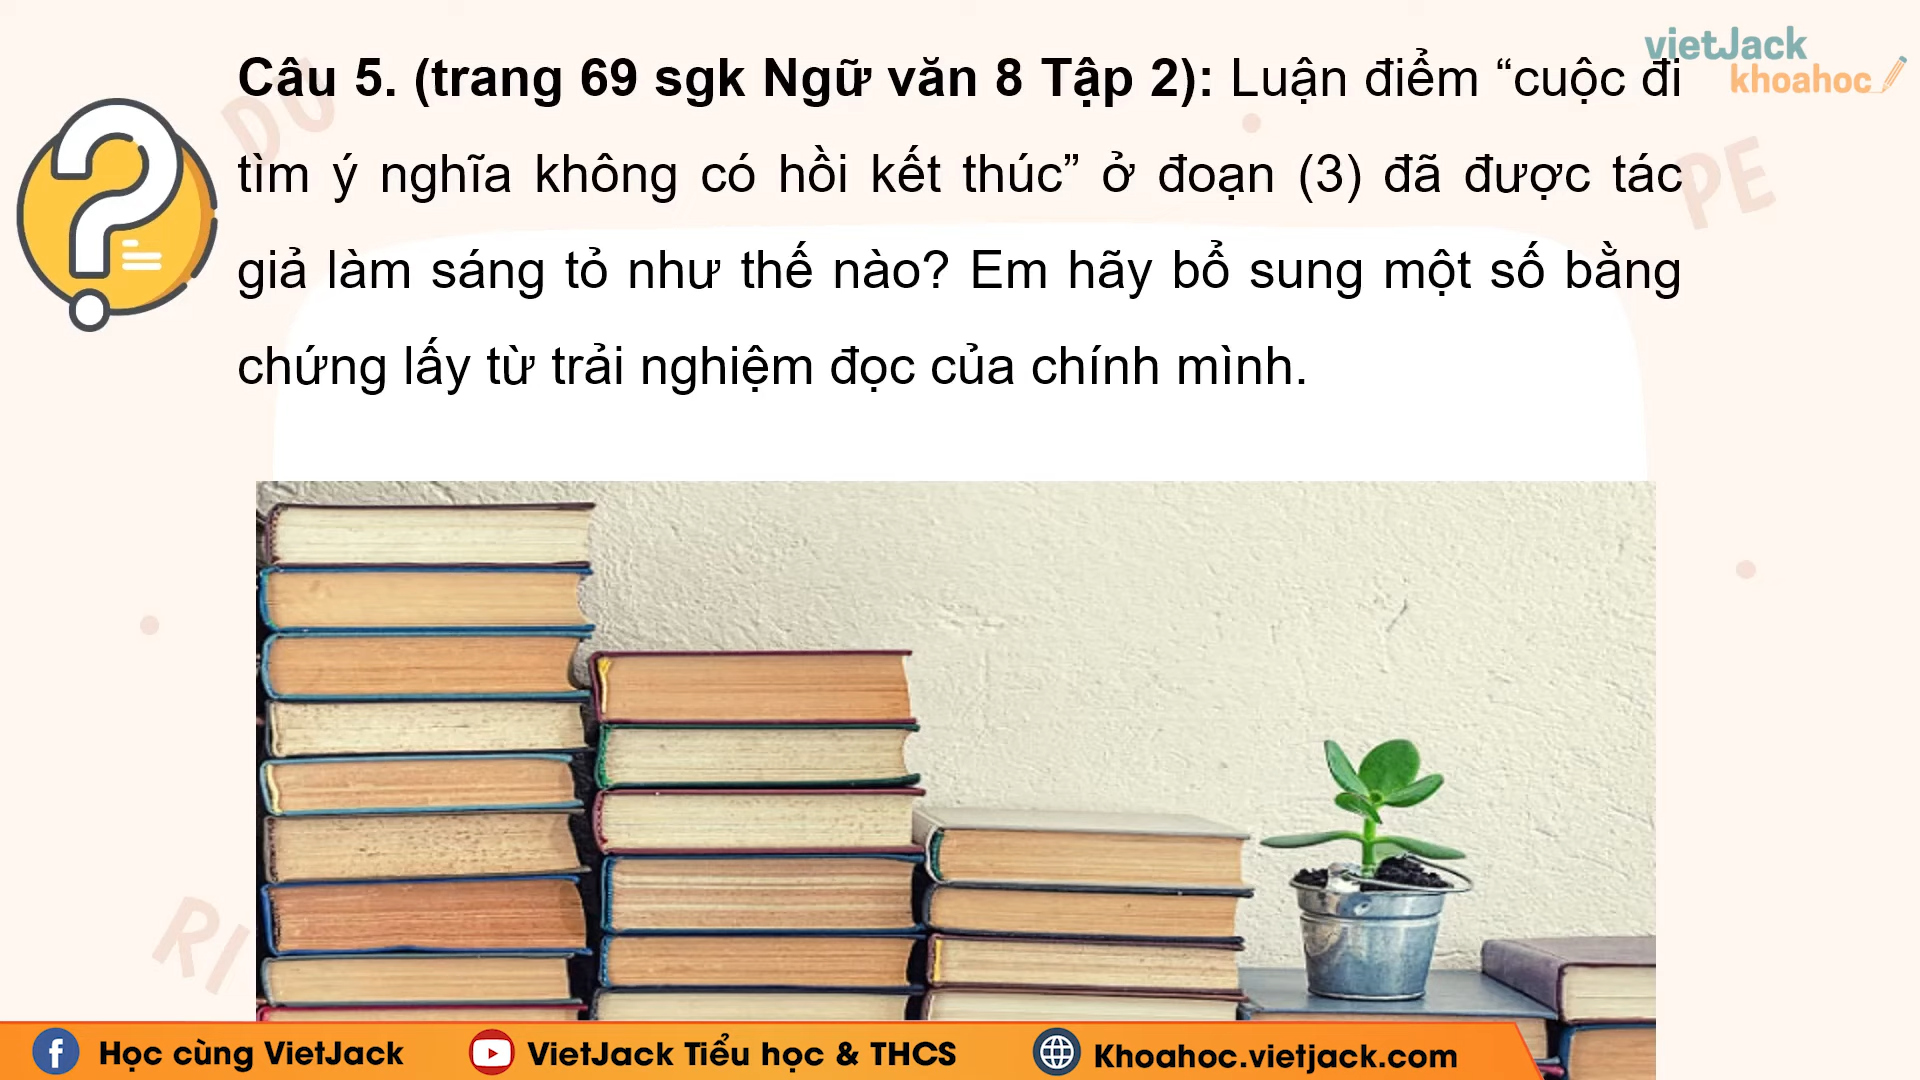 vietJack
khoahoc
Câu 5. (trang 69 sgk Ngữ văn 8 Tập 2): Luận điểm “cuộc đi
tìm ý nghĩa không có hồi kết thúc” ở đoạn (3) đã được tác
giả làm sáng tỏ như thế nào? Em hãy bổ sung một số bằng
chứng lấy từ trải nghiệm đọc của chính mình.
DU
PE
RI
Học cùng VietJack
VietJack Tiểu học & THCS
Khoahoc.vietjack.com